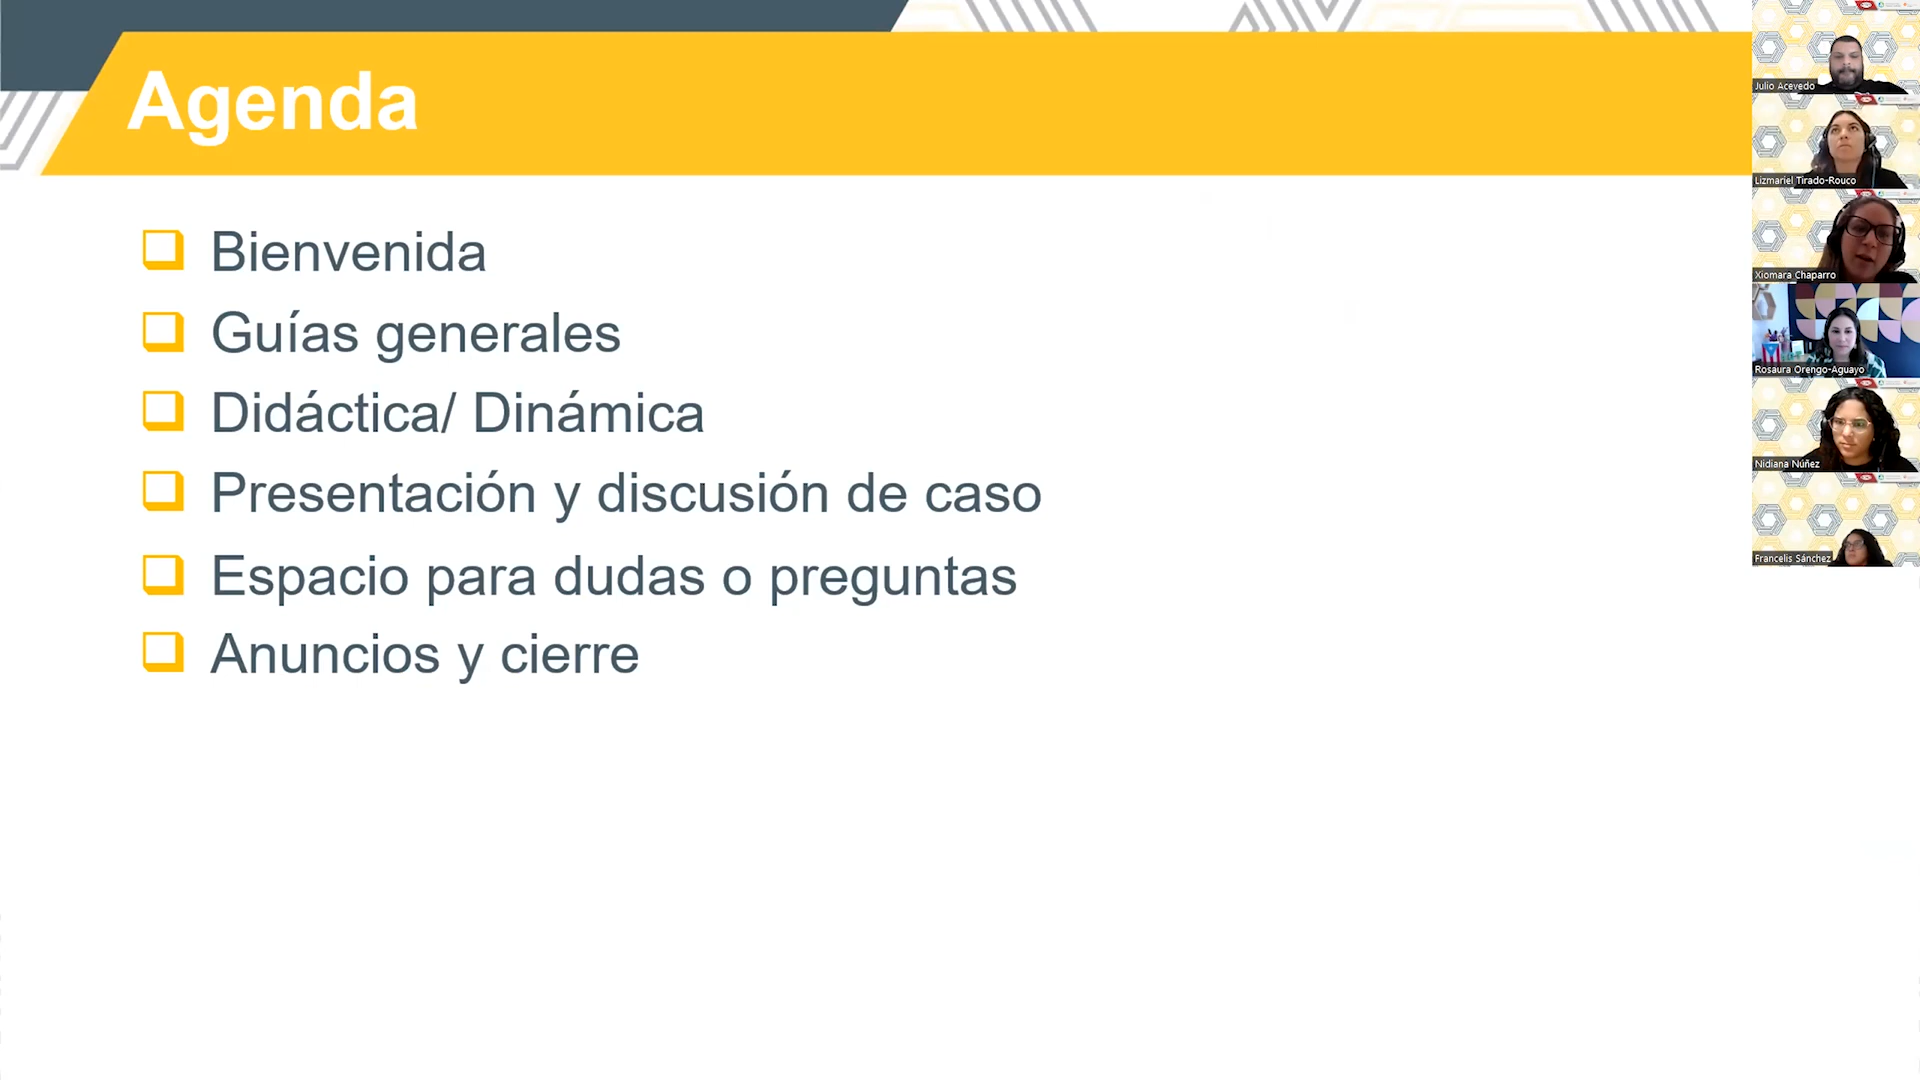 Agenda
Bienvenida
Guías generales
Didáctica/ Dinámica
Presentación y discusión de caso
Espacio para dudas o preguntas
Anuncios y cierre
Julio Acevedo
Lizmariel Tirado-Rouco
Xiomara Chaparro
Rosaura Orengo-Aguayo
Nidiana Núñez
Francelis Sánchez